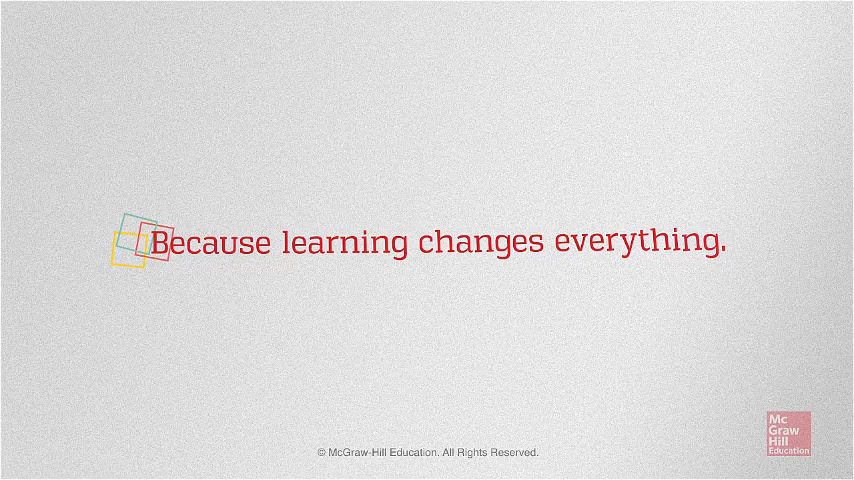 Because learning changes everything.
Mc
Graw
Hill
Education
© McGraw-Hill Education. All Rights Reserved.